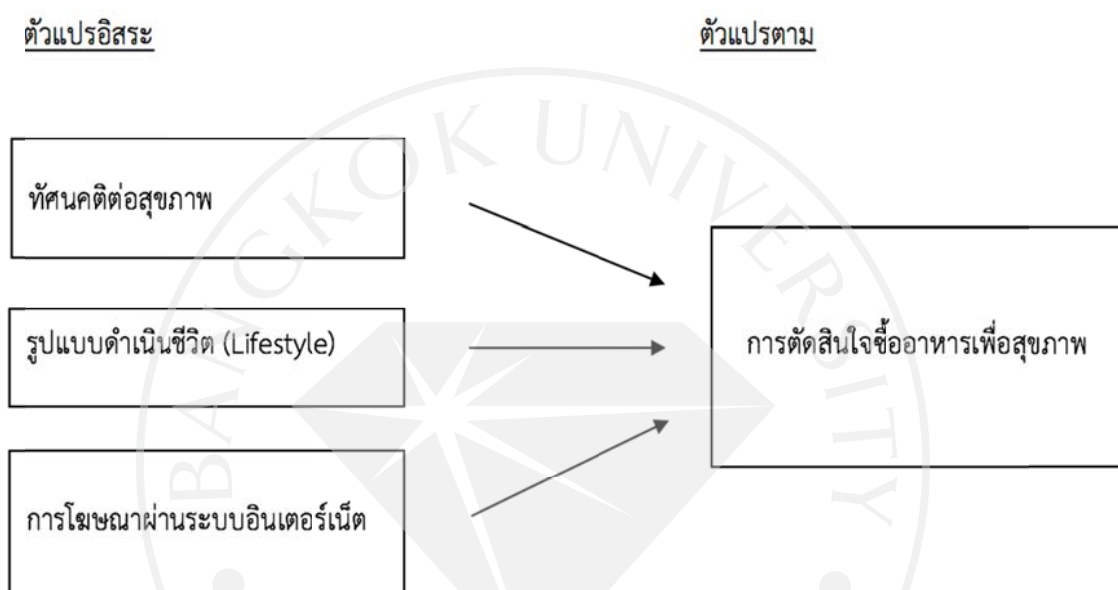 ตัวแปรอิสระ
ตัวแปรตาม
ทัศนคติต่อสุขภาพ
รูปแบบดำเนินชีวิต (Lifestyle)
การโฆษณาผ่านระบบอินเตอร์เน็ต
การตัดสินใจซื้ออาหารเพื่อสุขภาพ
BANGKOK UNIVERSITY